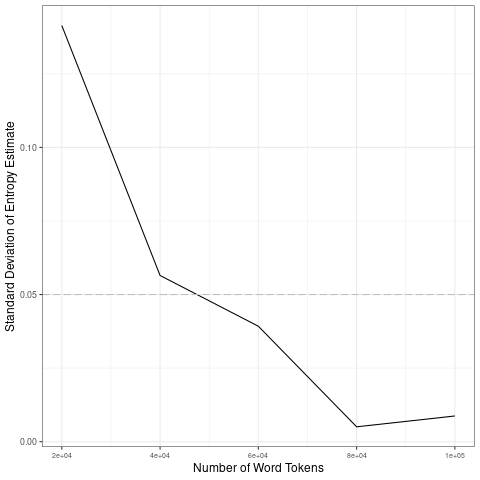 Standard Deviation of Entropy Estimate
0.10
0.05
0.00
2e+04 4e+04 6e+04 8e+04 1e+05
Number of Word Tokens